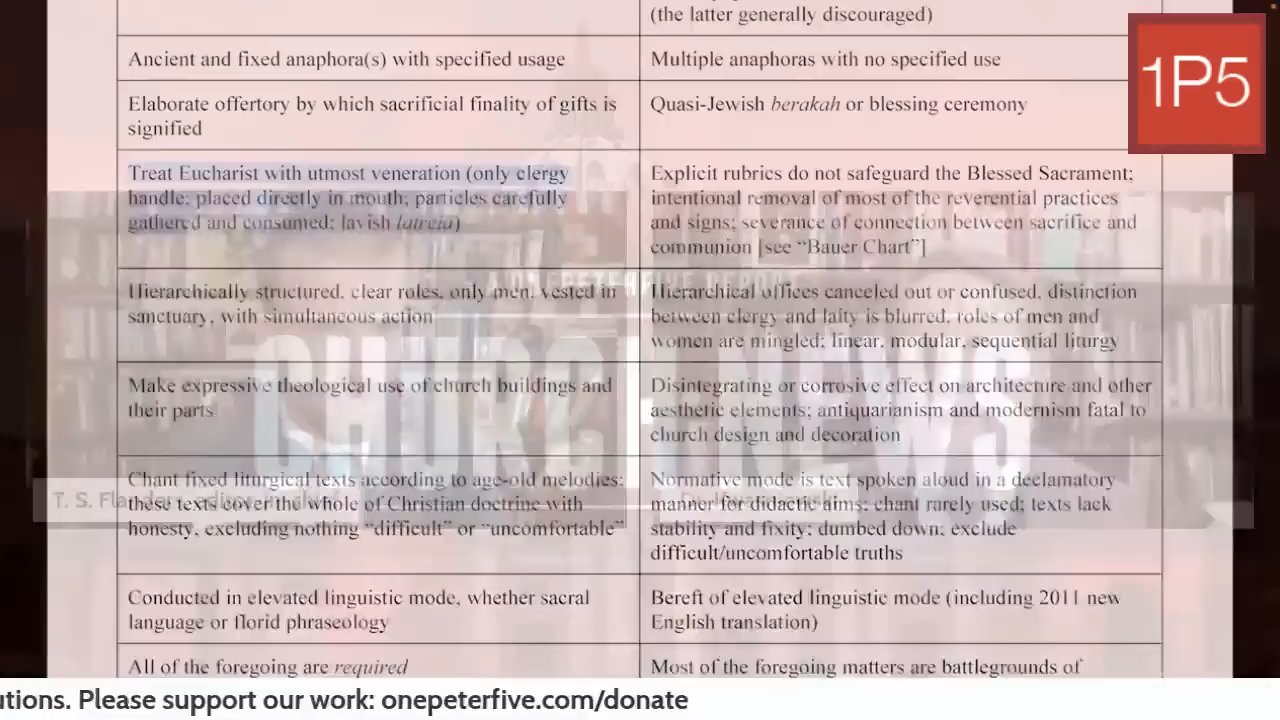 (the latter generally discouraged)
1P5
Ancient and fixed anaphora(s) with specified usage
Multiple anaphoras with no specified use
Elaborate offertory by which sacrificial finality of gifts is
signified
Quasi-Jewish berakah or blessing ceremony
Treat Eucharist with utmost veneration (only clergy
handle; placed directly in mouth; particles carefully
gathered and consumed; lavish latreia)
Explicit rubrics do not safeguard the Blessed Sacrament;
intentional removal of most of the reverential practices
and signs; severance of connection between sacrifice and
communion [see “Bauer Chart”]
Hierarchically structured, clear roles, only men, vested in
sanctuary, with simultaneous action
Hierarchical offices canceled out or confused, distinction
between clergy and laity is blurred, roles of men and
women are mingled; linear, modular, sequential liturgy
Make expressive theological use of church buildings and
their parts
Disintegrating or corrosive effect on architecture and other
aesthetic elements; antiquarianism and modernism fatal to
church design and decoration
CHURCH NEWS
Chant fixed liturgical texts according to age-old melodies;
these texts cover the whole of Christian doctrine with
honesty, excluding nothing “difficult” or “uncomfortable”
Normative mode is text spoken aloud in a declamatory
manner for didactic aims; chant rarely used; texts lack
stability and fixity; dumbed down; exclude
difficult/uncomfortable truths
T. S. Flanders, editor
Conducted in elevated linguistic mode, whether sacral
language or florid phraseology
Bereft of elevated linguistic mode (including 2011 new
English translation)
All of the foregoing are required
Most of the foregoing matters are battlegrounds of
utions. Please support our work: onepeterfive.com/donate